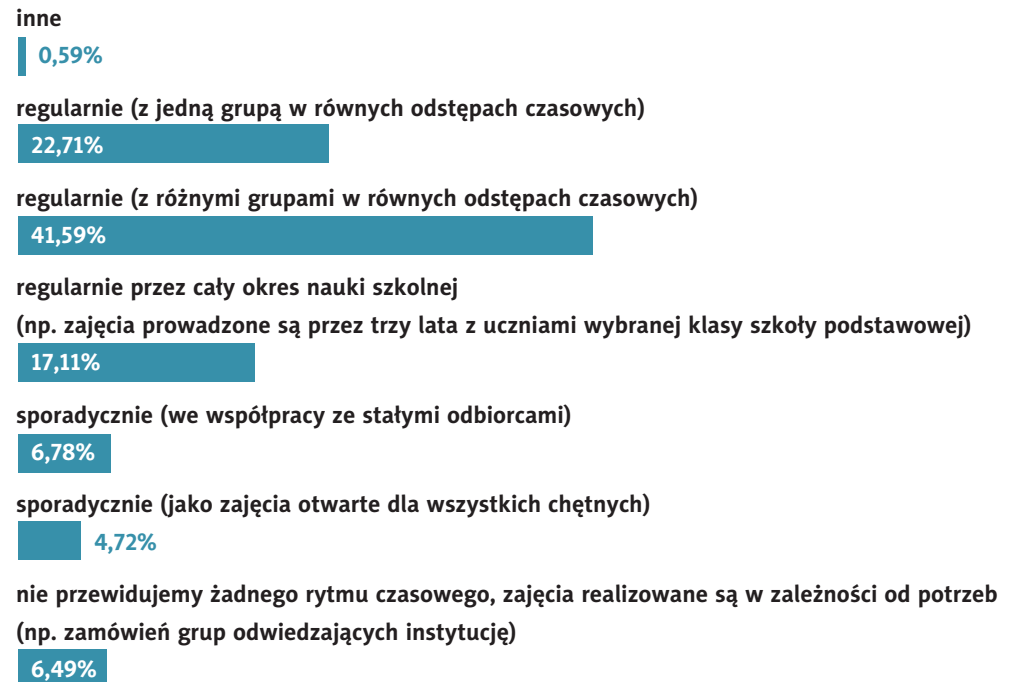 inne
0,59%
regularnie (z jedną grupą w równych odstępach czasowych)
22,71%
regularnie (z różnymi grupami w równych odstępach czasowych)
41,59%
regularnie przez cały okres nauki szkolnej
(np. zajęcia prowadzone są przez trzy lata z uczniami wybranej klasy szkoły podstawowej)
17,11%
sporadycznie (we współpracy ze stałymi odbiorcami)
6,78%
sporadycznie (jako zajęcia otwarte dla wszystkich chętnych)
4,72%
nie przewidujemy żadnego rytmu czasowego, zajęcia realizowane są w zależności od potrzeb
(np. zamówień grup odwiedzających instytucję)
6,49%